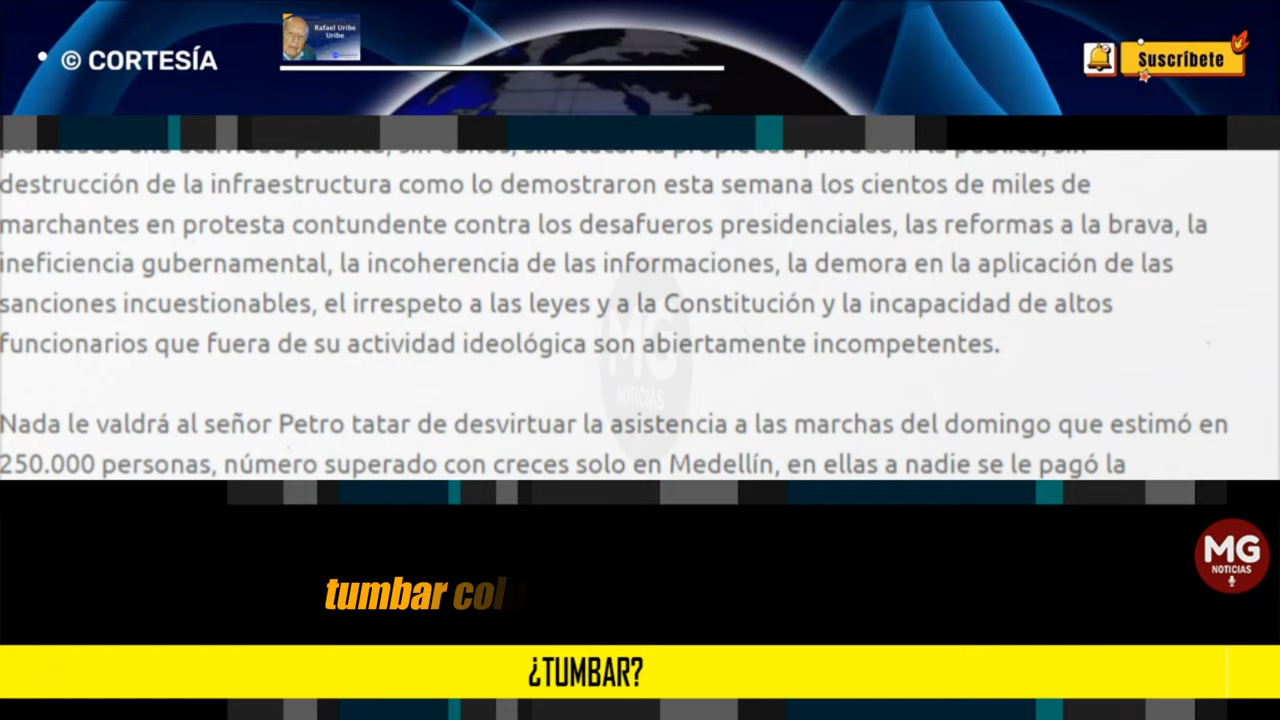 © CORTESÍA
Rafael Uribe
Uribe
Suscríbete
destrucción de la infraestructura como lo demostraron esta semana los cientos de miles de
marchantes en protesta contundente contra los desafueros presidenciales, las reformas a la brava, la
ineficiencia gubernamental, la incoherencia de las informaciones, la demora en la aplicación de las
sanciones incuestionables, el irrespeto a las leyes y a la Constitución y la incapacidad de altos
funcionarios que fuera de su actividad ideológica son abiertamente incompetentes.
MG
NOTICIAS
Nada le valdrá al señor Petro tatar de desvirtuar la asistencia a las marchas del domingo que estimó en
250.000 personas, número superado con creces solo en Medellín, en ellas a nadie se le pagó la
MG
NOTICIAS
tumbar col
¿TUMBAR?